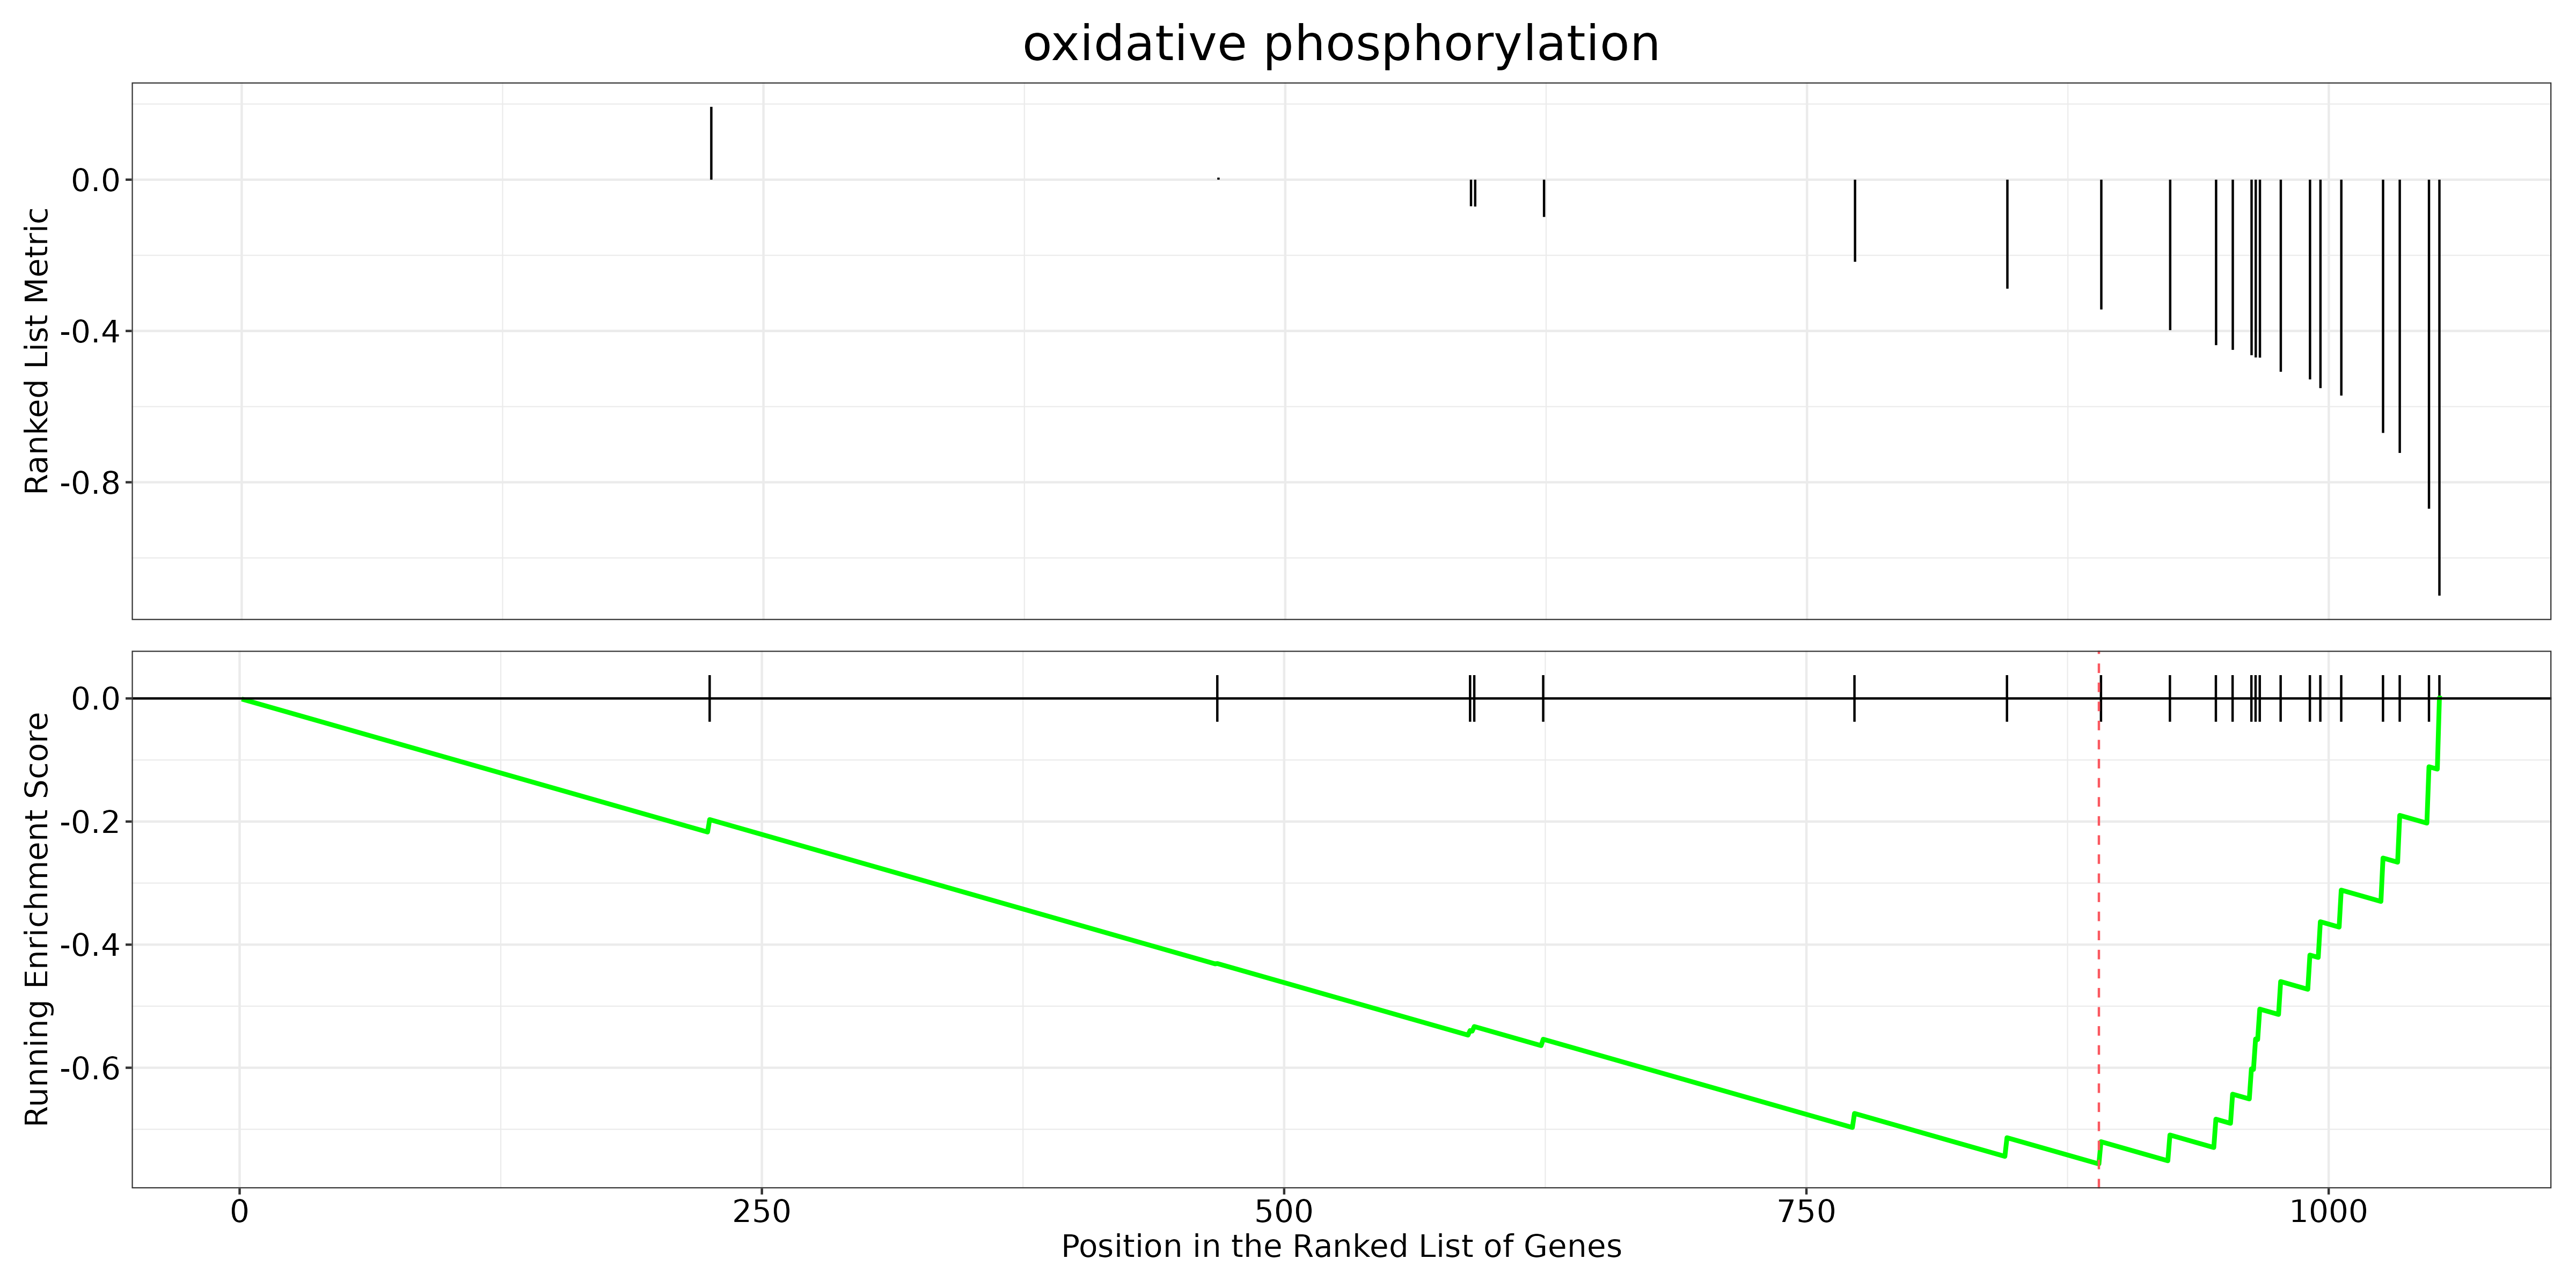 oxidative phosphorylation
Ranked List Metric
0.0
-0.4
-0.8
Running Enrichment Score
0.0
-0.2
-0.4
-0.6
0 250 500 750 1000
Position in the Ranked List of Genes